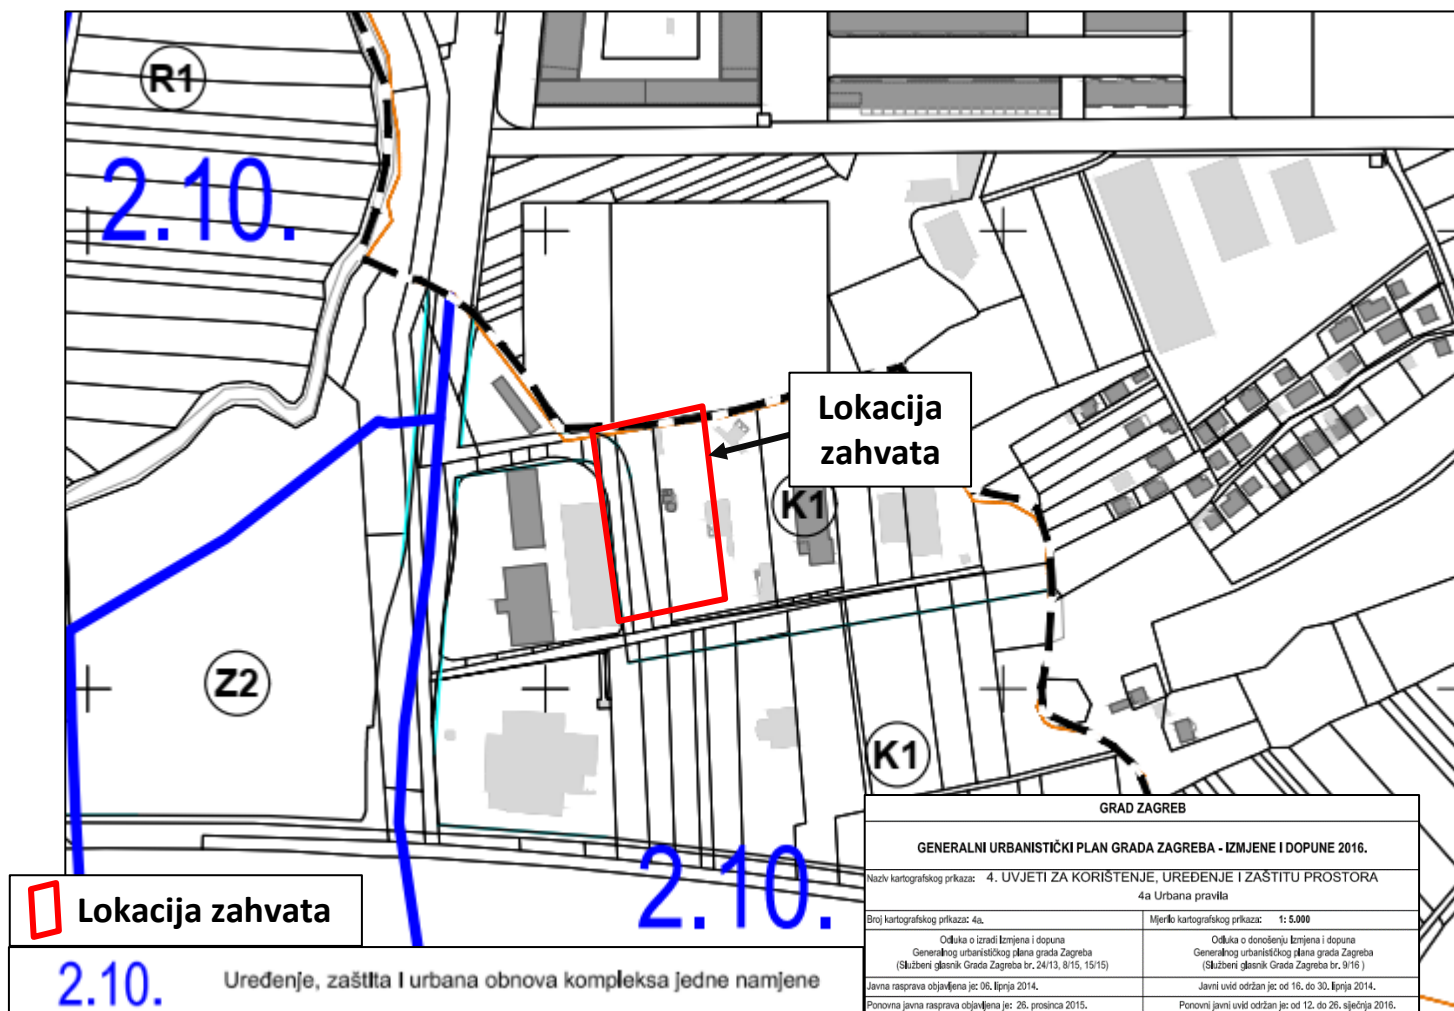 R1
2.10.
Lokacija
zahvata
K1
Z2
K1
2.10.
Lokacija zahvata
2.10.
Uređenje, zaštita i urbana obnova kompleksa jedne namjene
GRAD ZAGREB
GENERALNI URBANISTIČKI PLAN GRADA ZAGREBA - IZMJENE I DOPUNE 2016.
Naziv kartografskog prikaza: 4. UVJETI ZA KORIŠTENJE, UREĐENJE I ZAŠTITU PROSTORA
4a Urbana pravila
Broj kartografskog prikaza: 4a.
Mjerilo kartografskog prikaza: 1: 5.000
Odluka o izradi Izmjena i dopuna
Generalnog urbanističkog plana grada Zagreba
(Službeni glasnik Grada Zagreba br. 24/13, 8/15, 15/15)
Odluka o donošenju Izmjena i dopuna
Generalnog urbanističkog plana grada Zagreba
(Službeni glasnik Grada Zagreba br. 9/16 )
Javna rasprava objavljena je: 06. lipnja 2014.
Javni uvid održan je: od 16. do 30. lipnja 2014.
Ponovna javna rasprava objavljena je: 26. prosinca 2015.
Ponovni javni uvid održan je: od 12. do 26. siječnja 2016.